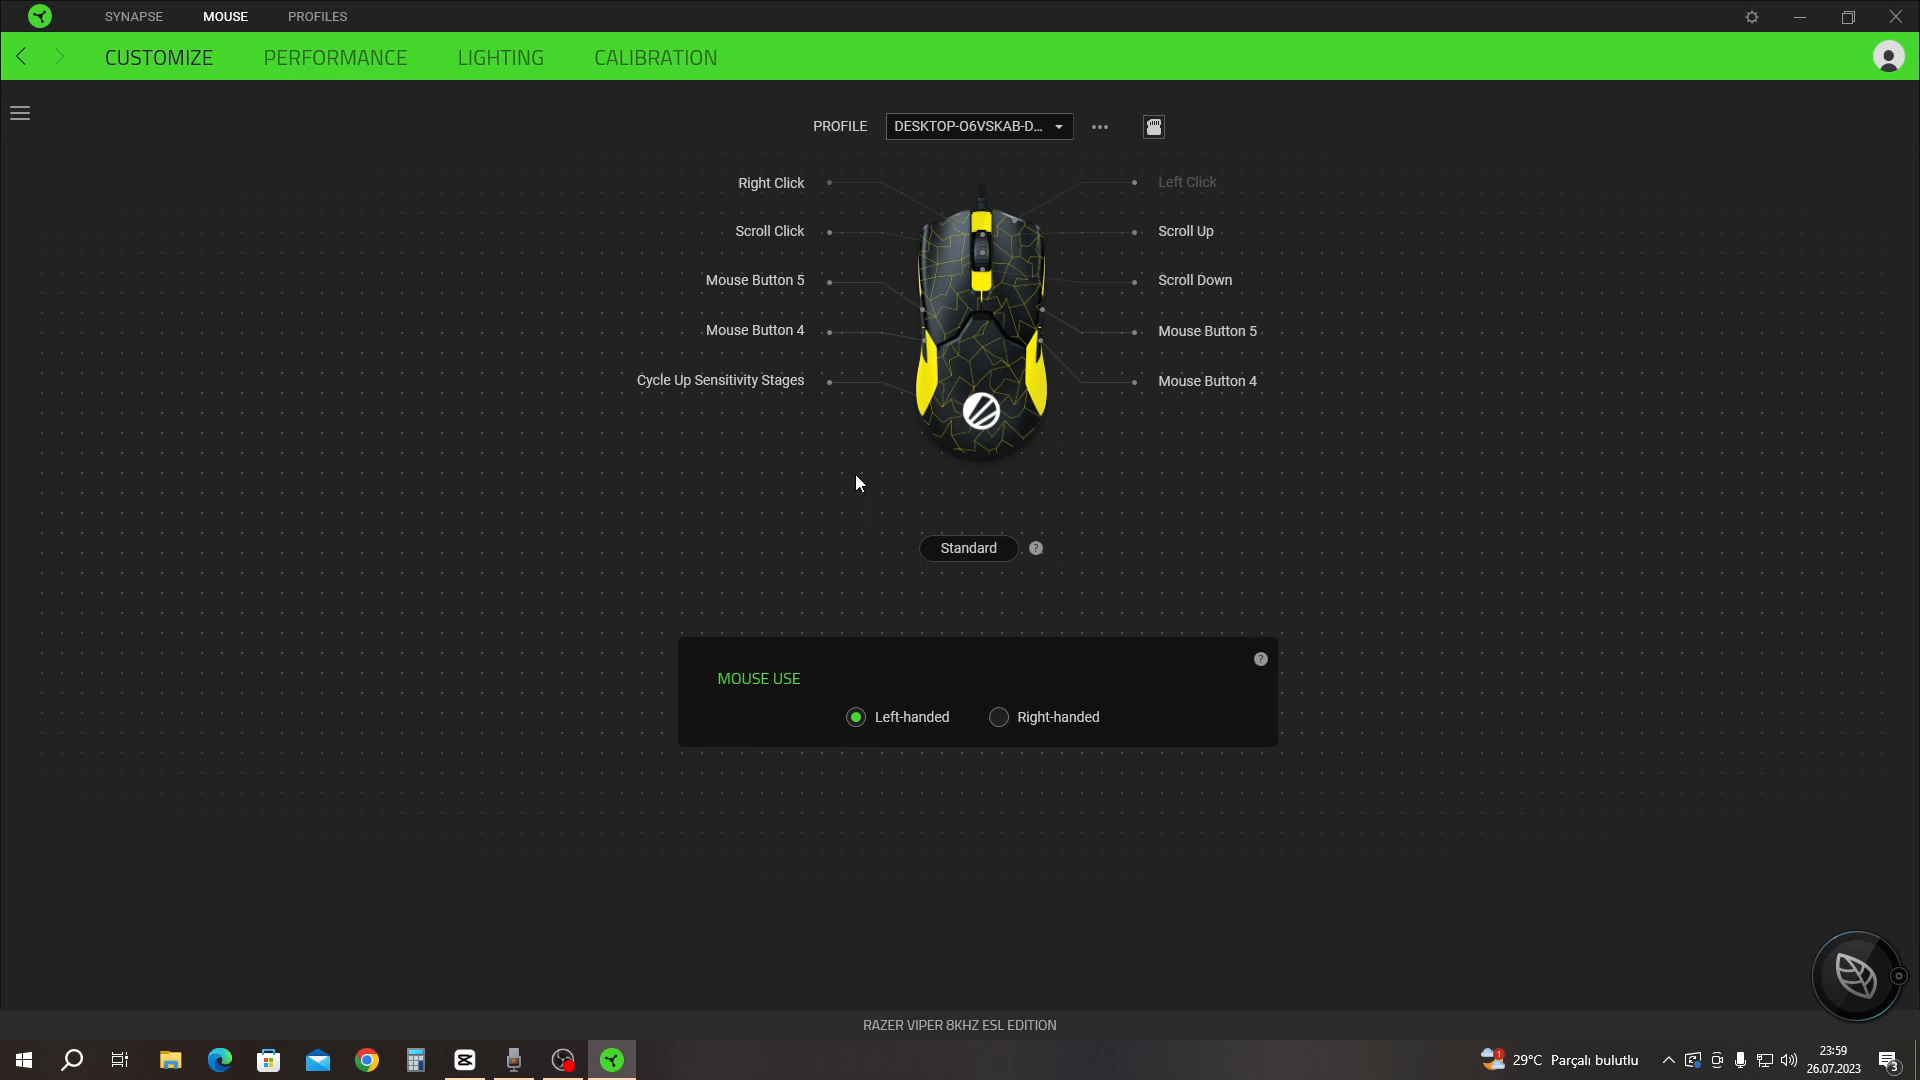 SYNAPSE MOUSE PROFILES
CUSTOMIZE PERFORMANCE LIGHTING CALIBRATION
PROFILE DESKTOP-O6VSKAB-D...
Right Click Left Click
Scroll Click Scroll Up
Mouse Button 5 Scroll Down
Mouse Button 4 Mouse Button 5
Cycle Up Sensitivity Stages Mouse Button 4
Standard ?
?
MOUSE USE
Left-handed Right-handed
RAZER VIPER 8KHZ ESL EDITION
1 29°C Parçalı bulutlu 23:59
26.07.2023 3